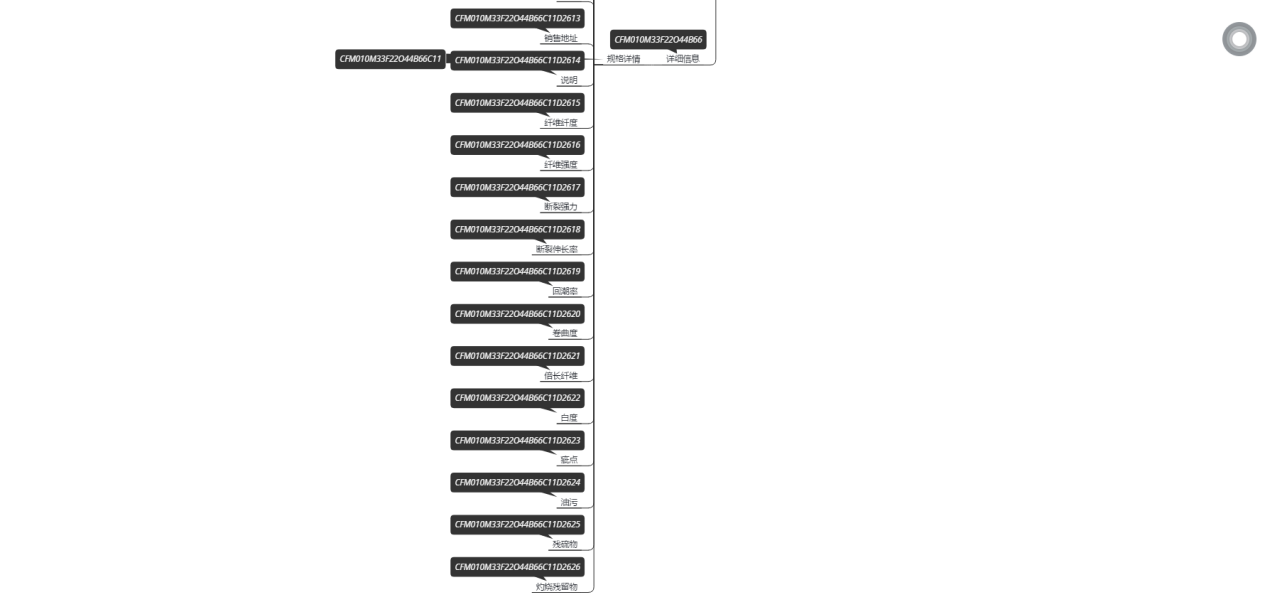 CFM010M33F22O44B66C11D2613
销售地址
CFM010M33F22O44B66
CFM010M33F22O44B66C11
CFM010M33F22O44B66C11D2614
规格详情
详细信息
说明
CFM010M33F22O44B66C11D2615
纤维纤度
CFM010M33F22O44B66C11D2616
纤维强度
CFM010M33F22O44B66C11D2617
断裂强力
CFM010M33F22O44B66C11D2618
断裂伸长率
CFM010M33F22O44B66C11D2619
回潮率
CFM010M33F22O44B66C11D2620
卷曲度
CFM010M33F22O44B66C11D2621
倍长纤维
CFM010M33F22O44B66C11D2622
白度
CFM010M33F22O44B66C11D2623
疵点
CFM010M33F22O44B66C11D2624
油污
CFM010M33F22O44B66C11D2625
残硫物
CFM010M33F22O44B66C11D2626
灼烧残留物